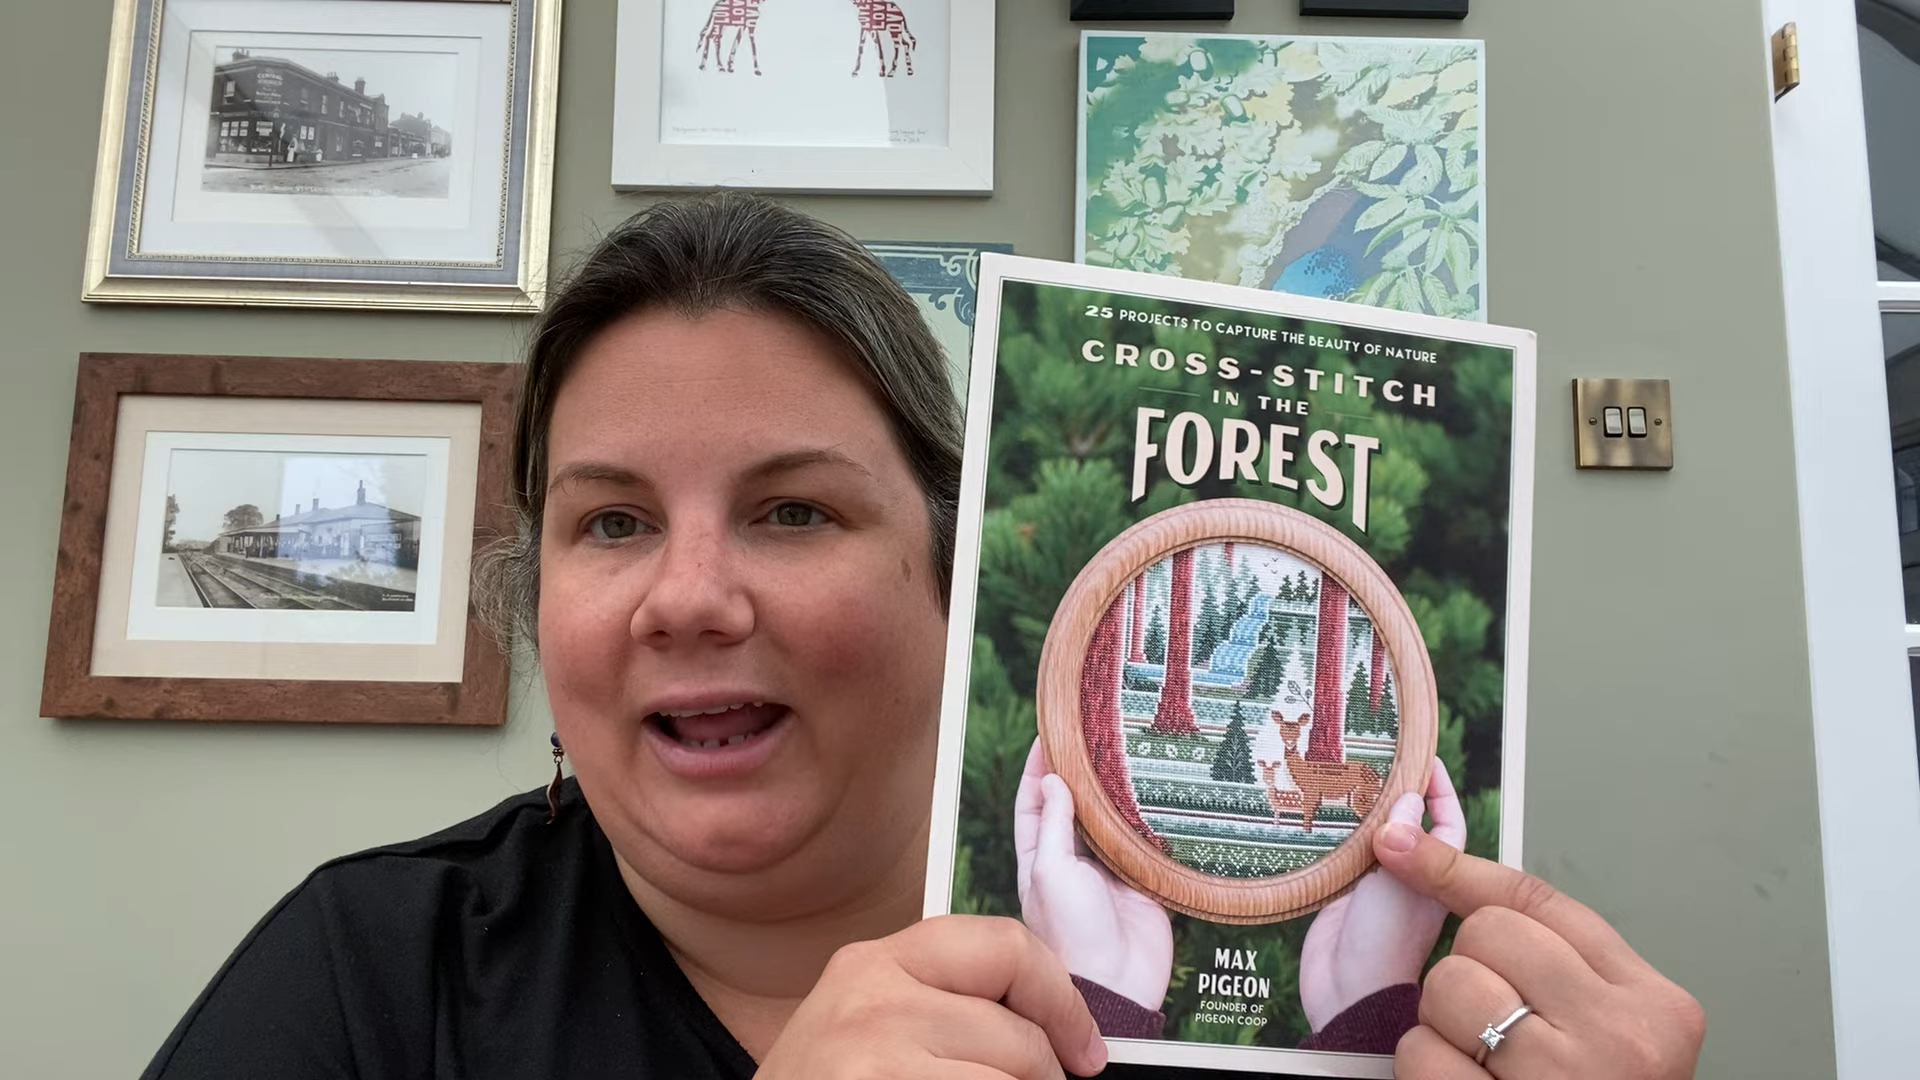 25 PROJECTS TO CAPTURE THE BEAUTY OF NATURE
CROSS-STITCH
IN THE
FOREST
MAX
PIGEON
FOUNDER OF
PIGEON COOP